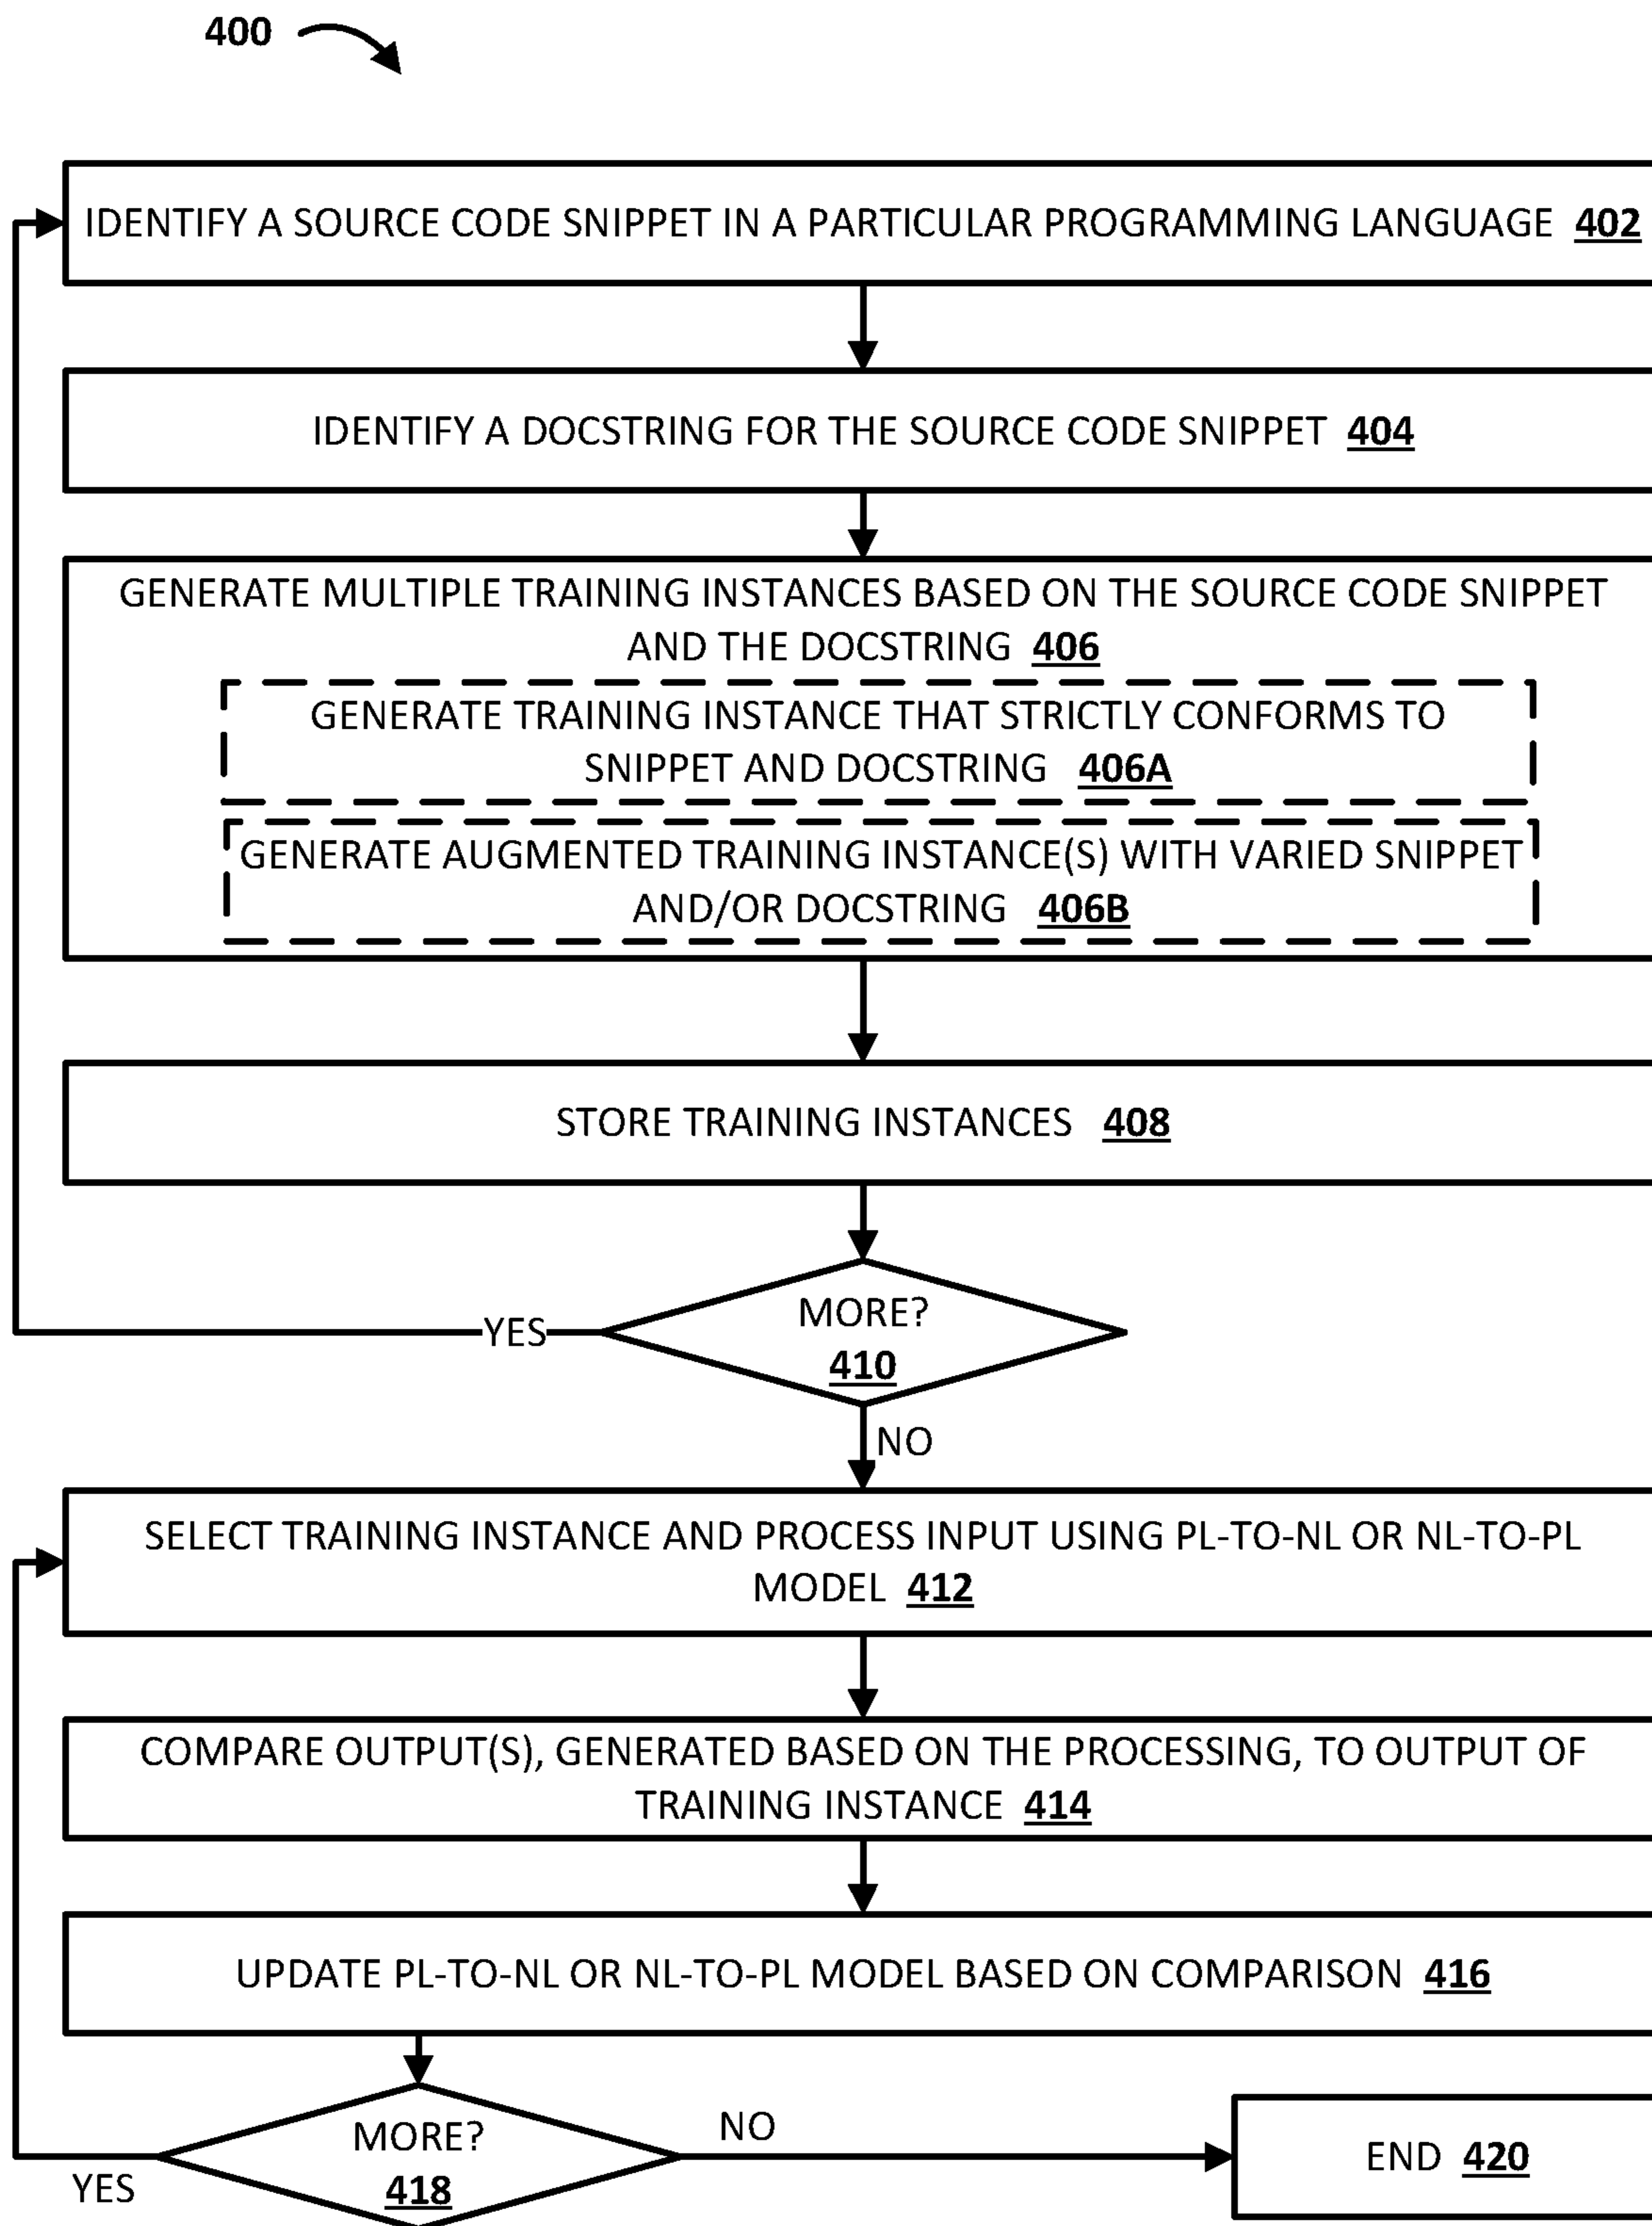 400
IDENTIFY A SOURCE CODE SNIPPET IN A PARTICULAR PROGRAMMING LANGUAGE 402
IDENTIFY A DOCSTRING FOR THE SOURCE CODE SNIPPET 404
GENERATE MULTIPLE TRAINING INSTANCES BASED ON THE SOURCE CODE SNIPPET
AND THE DOCSTRING 406
GENERATE TRAINING INSTANCE THAT STRICTLY CONFORMS TO
SNIPPET AND DOCSTRING 406A
GENERATE AUGMENTED TRAINING INSTANCE(S) WITH VARIED SNIPPET
AND/OR DOCSTRING 406B
STORE TRAINING INSTANCES 408
MORE?
YES
410
NO
SELECT TRAINING INSTANCE AND PROCESS INPUT USING PL-TO-NL OR NL-TO-PL
MODEL 412
COMPARE OUTPUT(S), GENERATED BASED ON THE PROCESSING, TO OUTPUT OF
TRAINING INSTANCE 414
UPDATE PL-TO-NL OR NL-TO-PL MODEL BASED ON COMPARISON 416
MORE?
418
NO
YES
END 420